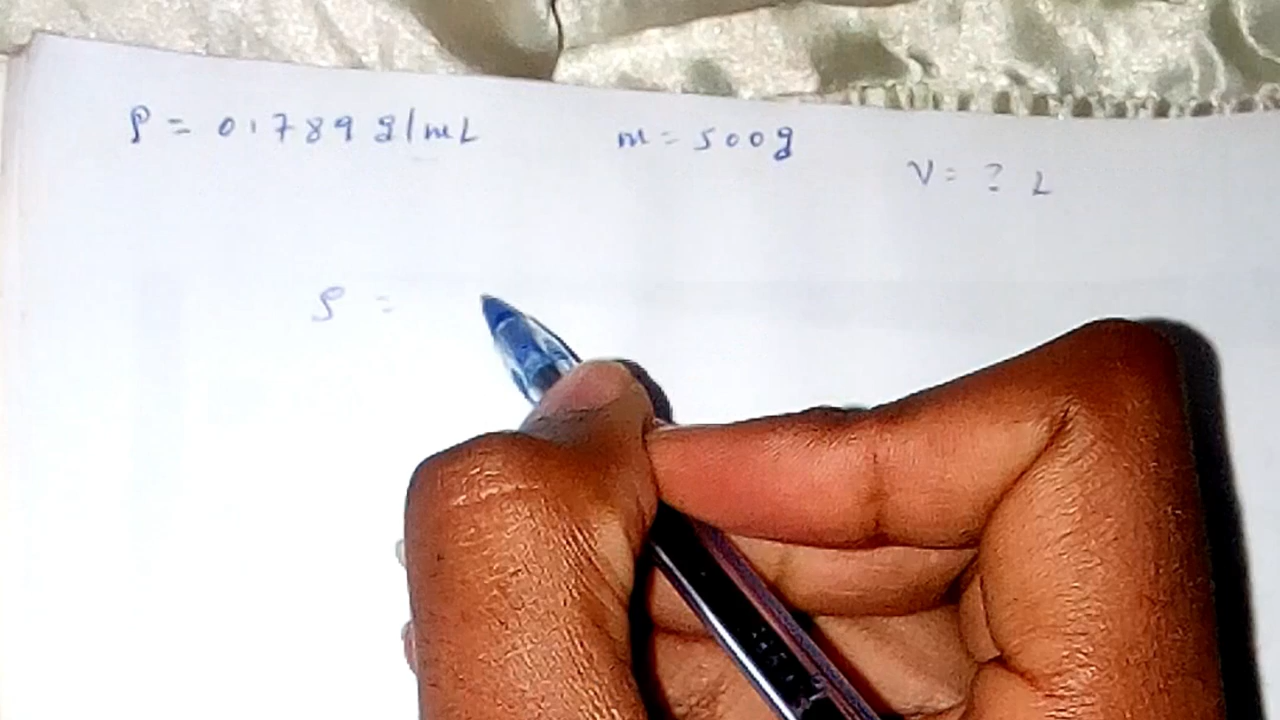 ρ = 0.789 g/mL m = 500g V = ? L
ρ =